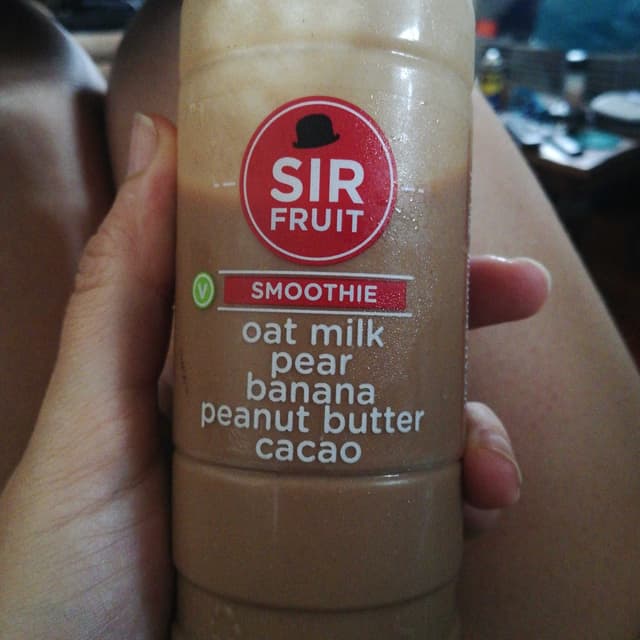 SIR
FRUIT
V
SMOOTHIE
oat milk
pear
banana
peanut butter
cacao